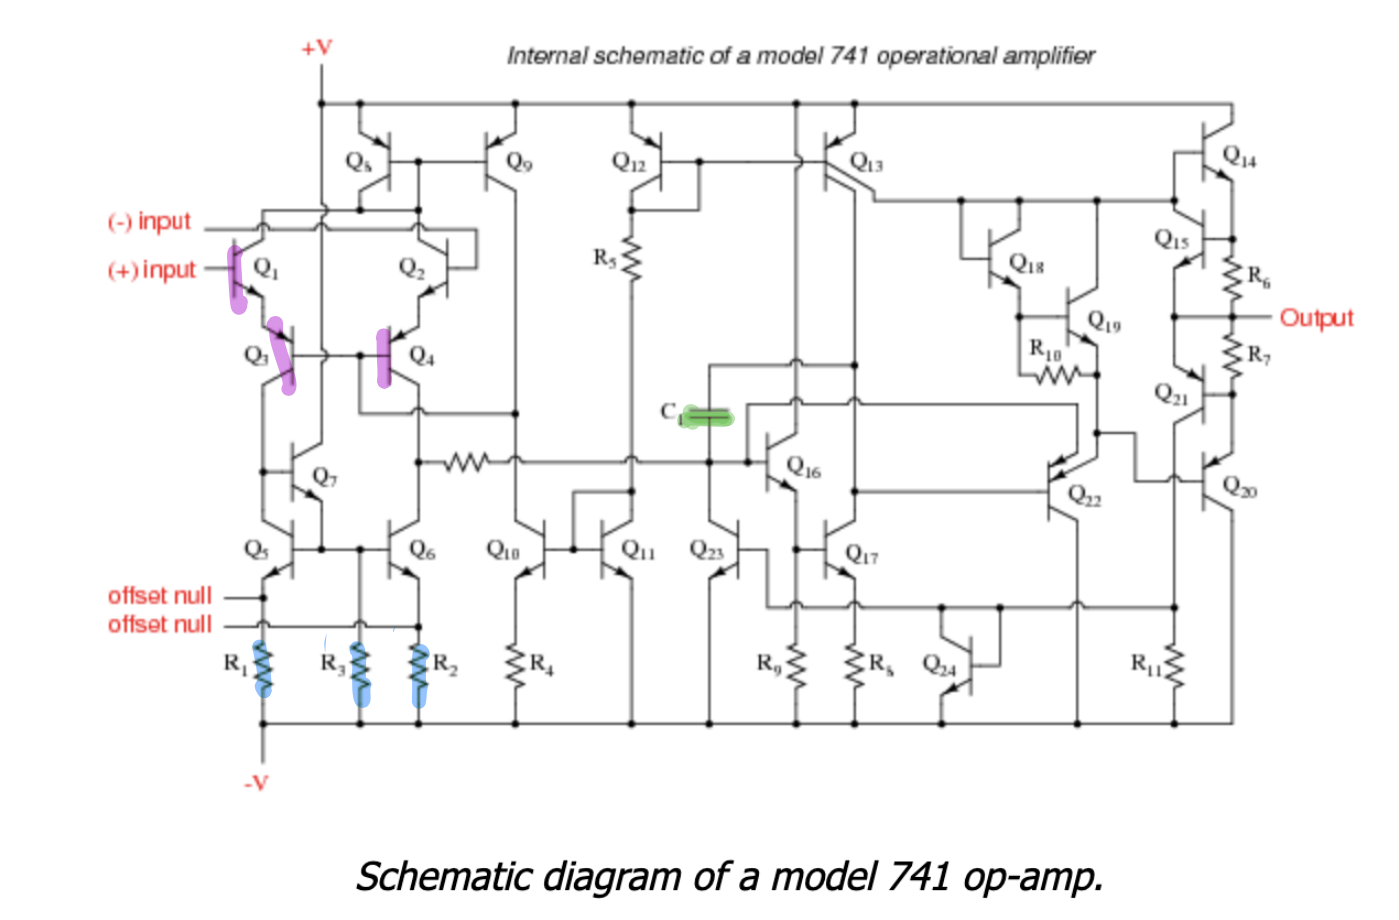 +V
Internal schematic of a model 741 operational amplifier
Q8 Q9 Q12 Q13 Q14
(-) input
Q15
(+) input Q1 Q2 R5 Q18 R6
Output
Q19
Q3 Q4 R10 R7
Q21
C1
Q7 Q16 Q22 Q20
Q5 Q6 Q10 Q11 Q23 Q17
offset null
offset null
R1 R3 R2 R4 R9 R8 Q24 R11
-V
Schematic diagram of a model 741 op-amp.